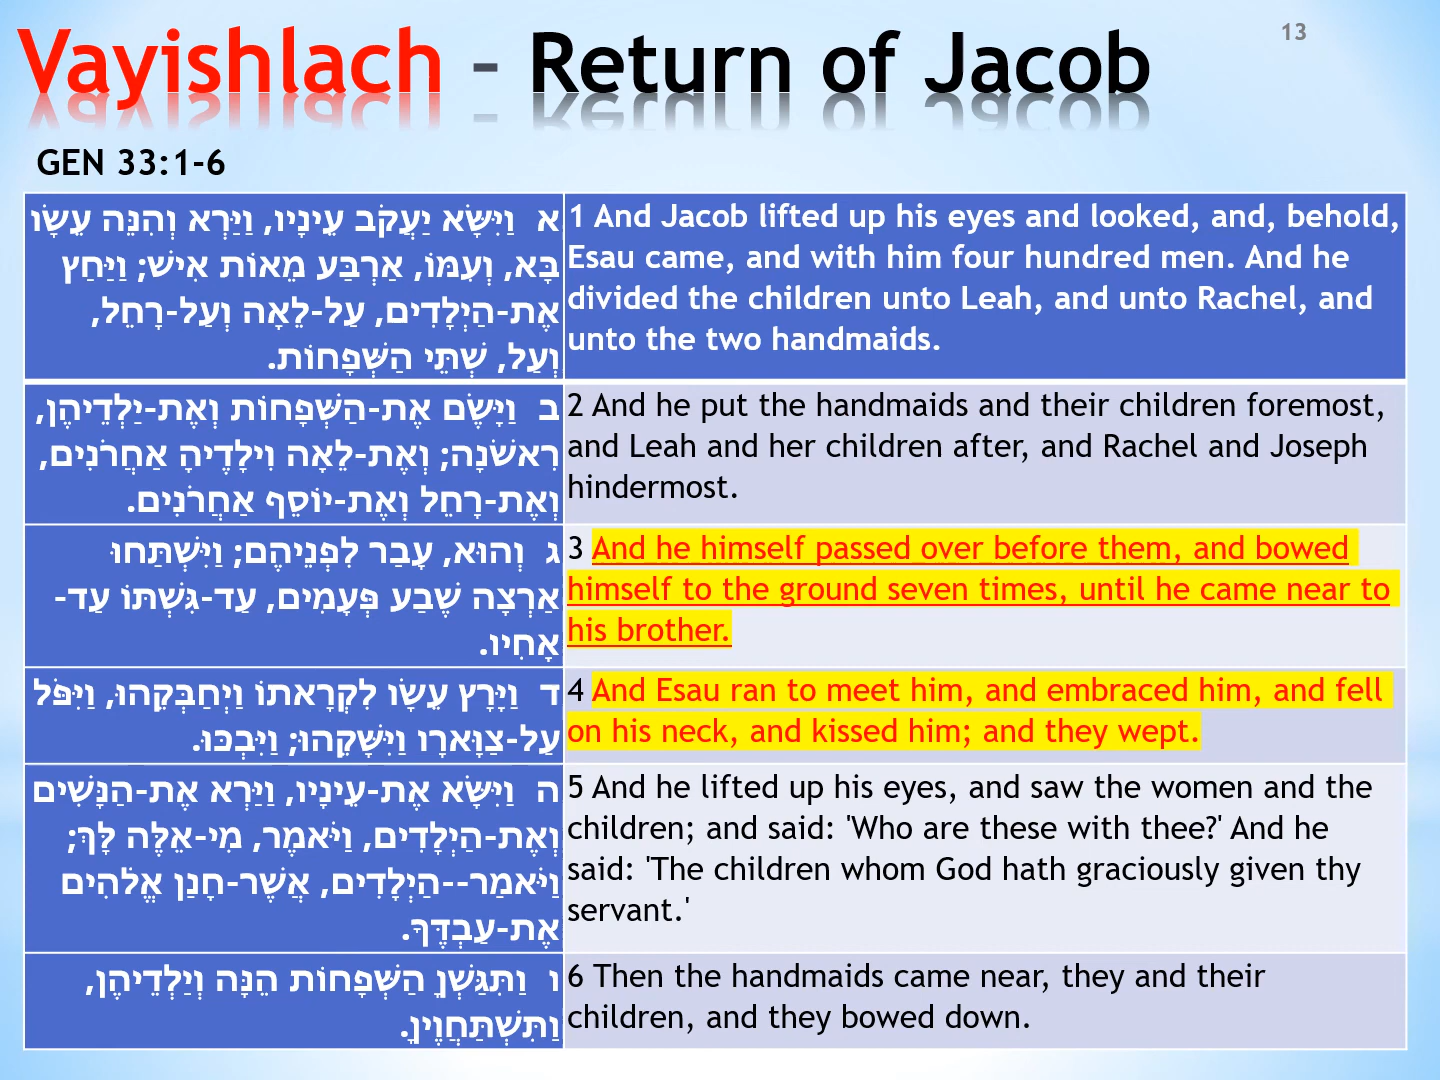 Vayishlach – Return of Jacob
13
GEN 33:1-6
א  וַיִּשָּׂא יַעֲקֹב עֵינָיו, וַיַּרְא וְהִנֵּה עֵשָׂו
בָּא, וְעִמּוֹ, אַרְבַּע מֵאוֹת אִישׁ; וַיַּחַץ
אֶת-הַיְלָדִים, עַל-לֵאָה וְעַל-רָחֵל,
וְעַל, שְׁתֵּי הַשְּׁפָחוֹת.
1 And Jacob lifted up his eyes and looked, and, behold,
Esau came, and with him four hundred men. And he
divided the children unto Leah, and unto Rachel, and
unto the two handmaids.
ב  וַיָּשֶׂם אֶת-הַשְּׁפָחוֹת וְאֶת-יַלְדֵיהֶן,
רִאשֹׁנָה; וְאֶת-לֵאָה וִילָדֶיהָ אַחֲרֹנִים,
וְאֶת-רָחֵל וְאֶת-יוֹסֵף אַחֲרֹנִים.
2 And he put the handmaids and their children foremost,
and Leah and her children after, and Rachel and Joseph
hindermost.
ג  וְהוּא, עָבַר לִפְנֵיהֶם; וַיִּשְׁתַּחוּ
אַרְצָה שֶׁבַע פְּעָמִים, עַד-גִּשְׁתּוֹ עַד-
אָחִיו.
3 And he himself passed over before them, and bowed
himself to the ground seven times, until he came near to
his brother.
ד  וַיָּרָץ עֵשָׂו לִקְרָאתוֹ וַיְחַבְּקֵהוּ, וַיִּפֹּל
עַל-צַוָּארָו וַיִּשָּׁקֵהוּ; וַיִּבְכּוּ.
4 And Esau ran to meet him, and embraced him, and fell
on his neck, and kissed him; and they wept.
ה  וַיִּשָּׂא אֶת-עֵינָיו, וַיַּרְא אֶת-הַנָּשִׁים
וְאֶת-הַיְלָדִים, וַיֹּאמֶר, מִי-אֵלֶּה לָּךְ;
וַיֹּאמַר--הַיְלָדִים, אֲשֶׁר-חָנַן אֱלֹהִים
אֶת-עַבְדֶּךָ.
5 And he lifted up his eyes, and saw the women and the
children; and said: 'Who are these with thee?' And he
said: 'The children whom God hath graciously given thy
servant.'
ו  וַתִּגַּשְׁןָ הַשְּׁפָחוֹת הֵנָּה וְיַלְדֵיהֶן,
וַתִּשְׁתַּחֲוֶיןָ.
6 Then the handmaids came near, they and their
children, and they bowed down.